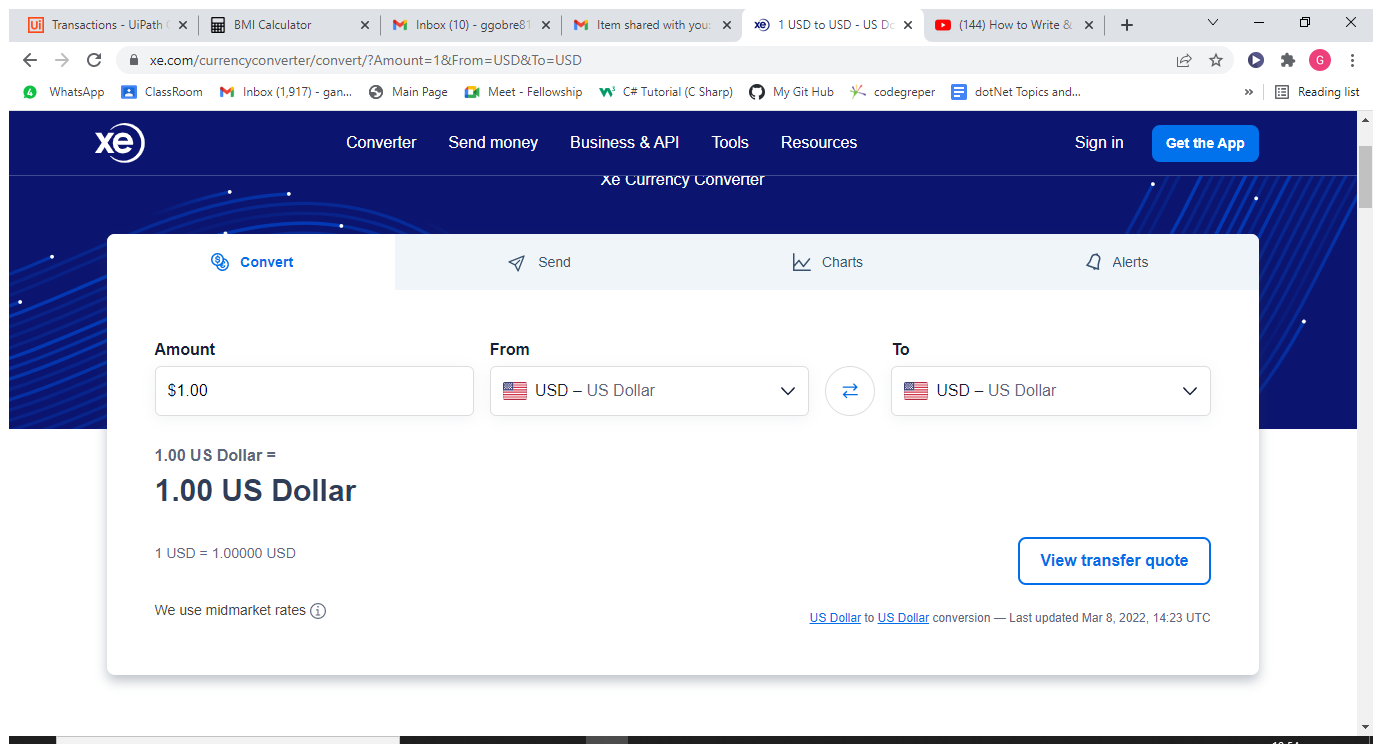 Transactions - UiPath
BMI Calculator
Inbox (10) - ggobre81
Item shared with you:
1 USD to USD - US Do
(144) How to Write &
xe.com/currencyconverter/convert/?Amount=1&From=USD&To=USD
G
WhatsApp
ClassRoom
Inbox (1,917) - gan...
Main Page
Meet - Fellowship
C# Tutorial (C Sharp)
My Git Hub
codegreper
dotNet Topics and...
»
Reading list
xe
Converter
Send money
Business & API
Tools
Resources
Sign in
Get the App
Xe Currency Converter
Convert
Send
Charts
Alerts
Amount
From
To
$1.00
USD – US Dollar
USD – US Dollar
1.00 US Dollar =
1.00 US Dollar
1 USD = 1.00000 USD
View transfer quote
We use midmarket rates
US Dollar to US Dollar conversion — Last updated Mar 8, 2022, 14:23 UTC